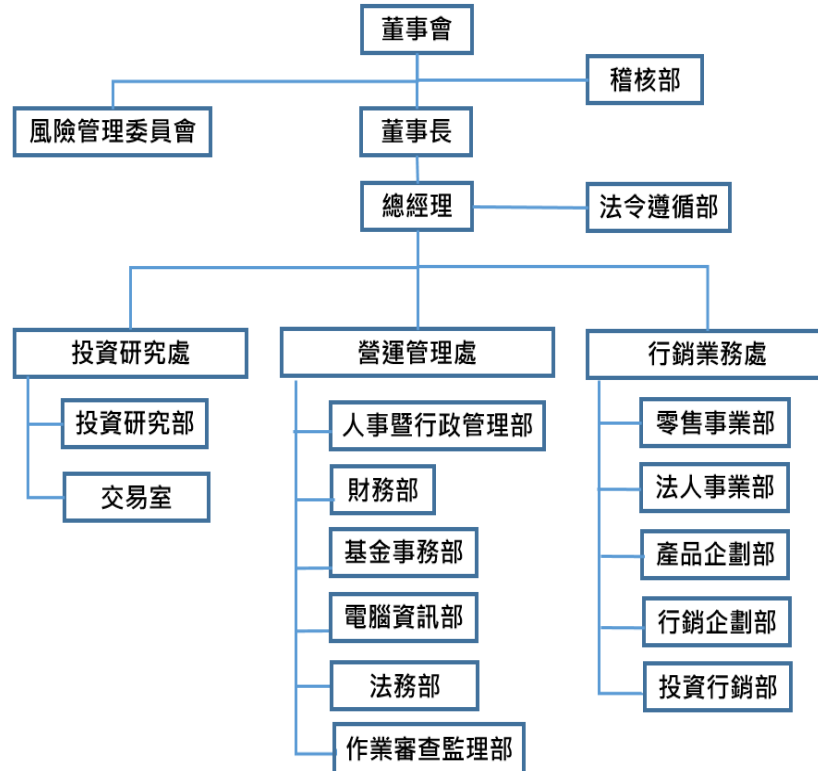 董事會
稽核部
風險管理委員會
董事長
總經理
法令遵循部
投資研究處
投資研究部
交易室
營運管理處
人事暨行政管理部
財務部
基金事務部
電腦資訊部
法務部
作業審查監理部
行銷業務處
零售事業部
法人事業部
產品企劃部
行銷企劃部
投資行銷部